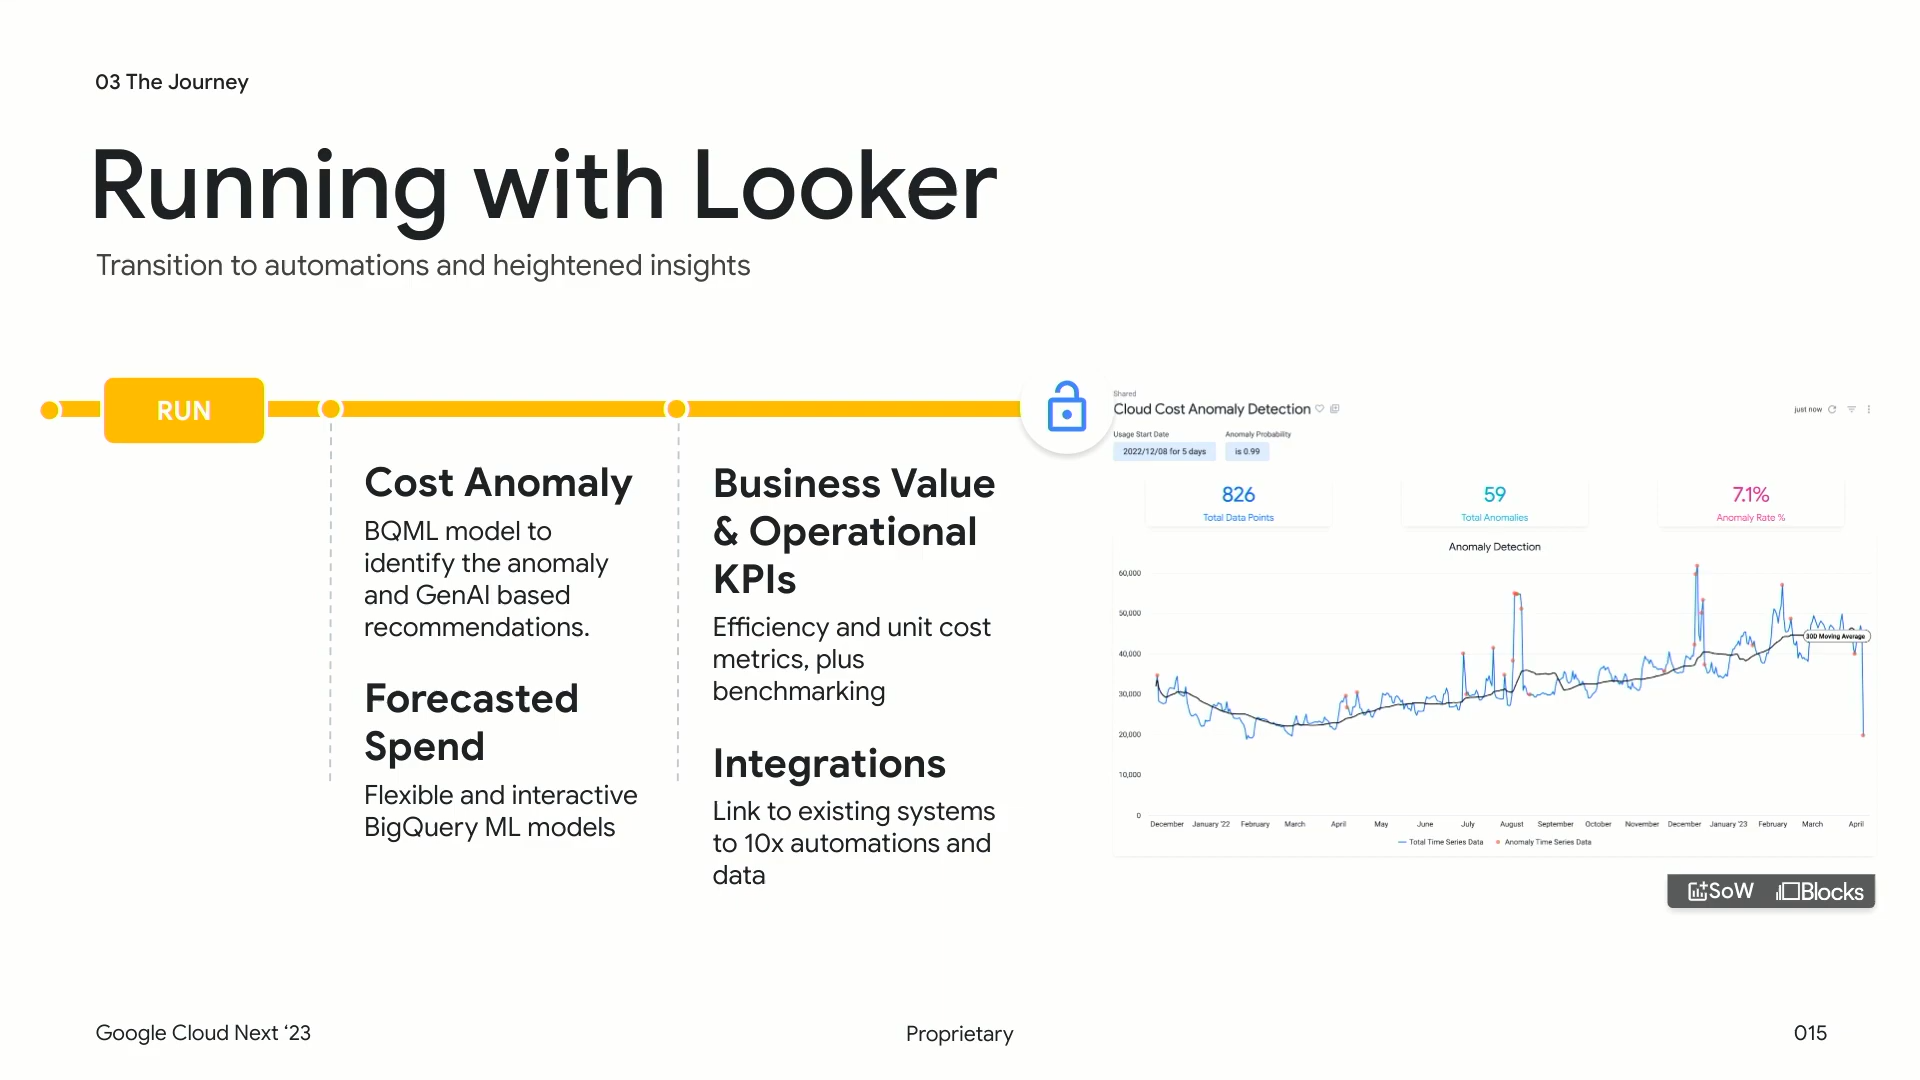 03 The Journey
Running with Looker
Transition to automations and heightened insights
RUN
Cost Anomaly
BQML model to
identify the anomaly
and GenAI based
recommendations.
Forecasted
Spend
Flexible and interactive
BigQuery ML models
Business Value
& Operational
KPIs
Efficiency and unit cost
metrics, plus
benchmarking
Integrations
Link to existing systems
to 10x automations and
data
Shared
Cloud Cost Anomaly Detection
just now
Usage Start Date
Anomaly Probability
2022/12/08 for 5 days
is 0.99
826
Total Data Points
59
Total Anomalies
7.1%
Anomaly Rate %
Anomaly Detection
60,000
50,000
40,000
30,000
20,000
10,000
0
30D Moving Average
December January '22 February March April May June July August September October November December January '23 February March April
Total Time Series Data Anomaly Time Series Data
SoW Blocks
Google Cloud Next ‘23
Proprietary
015